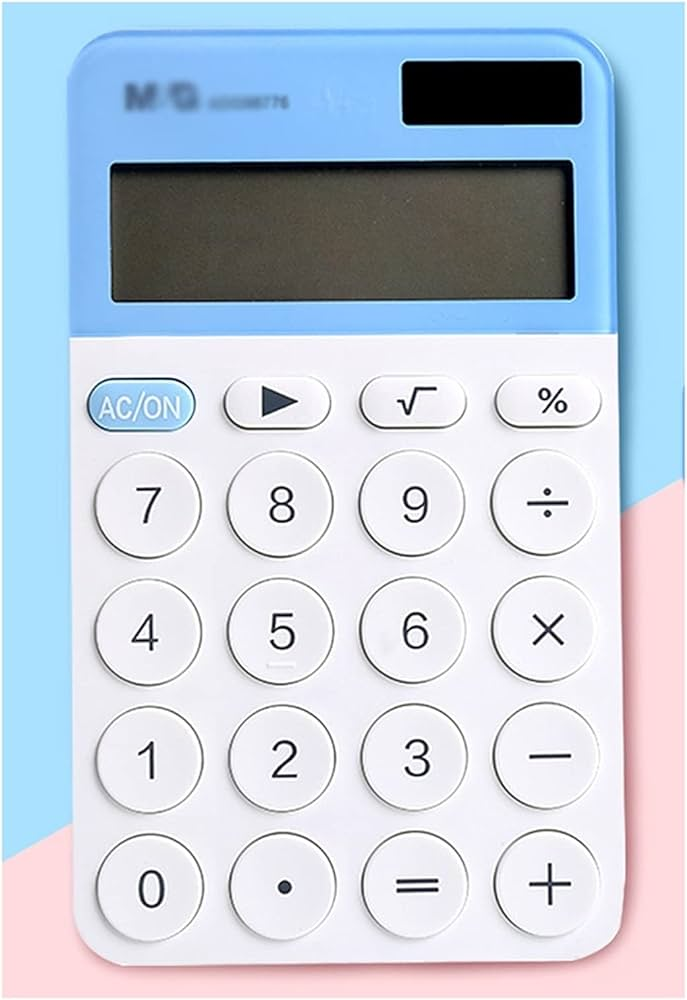 AC/ON ▶ √ %
7 8 9 ÷
4 5 6 ×
1 2 3 −
0 . = +